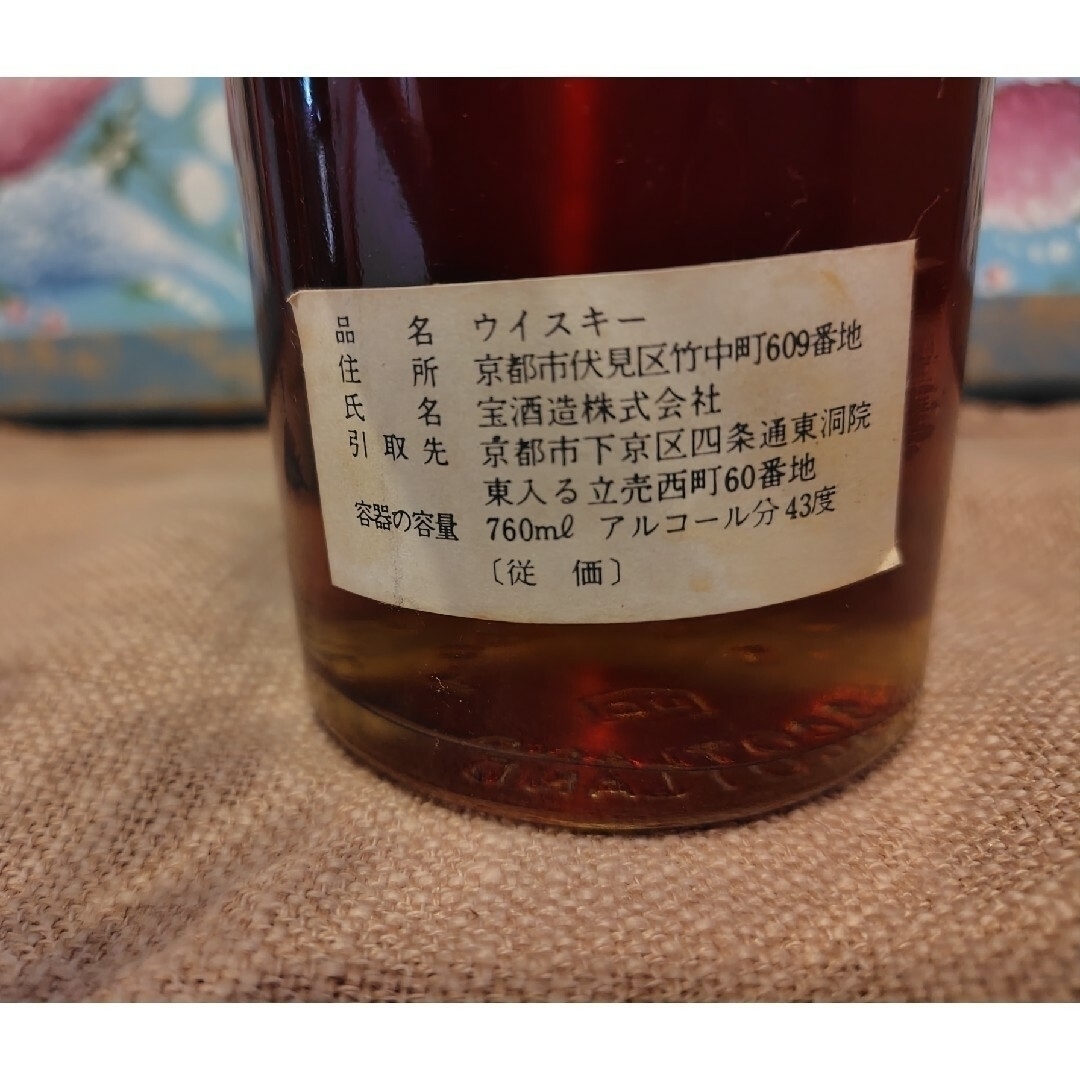 品 名 ウイスキー
住 所 京都市伏見区竹中町609番地
氏 名 宝酒造株式会社
引取先 京都市下京区四条通東洞院
東入る立売西町60番地
容器の容量 760mℓ アルコール分43度
〔従 価〕